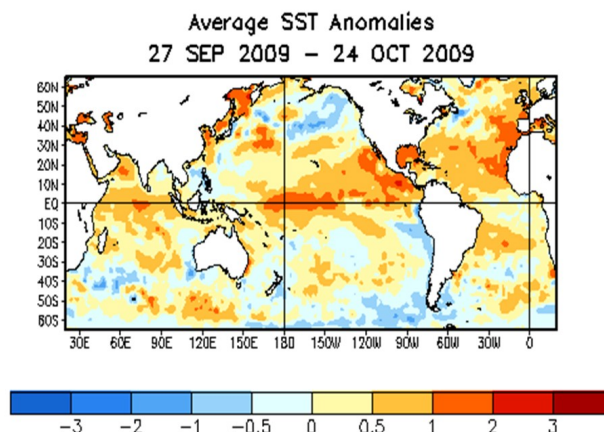 Average SST Anomalies
27 SEP 2009 – 24 OCT 2009
60N
50N
40N
30N
20N
10N
EQ
10S
20S
30S
40S
50S
60S
30E 60E 90E 120E 150E 180 150W 120W 90W 60W 30W 0
−3 −2 −1 −0.5 0 0.5 1 2 3